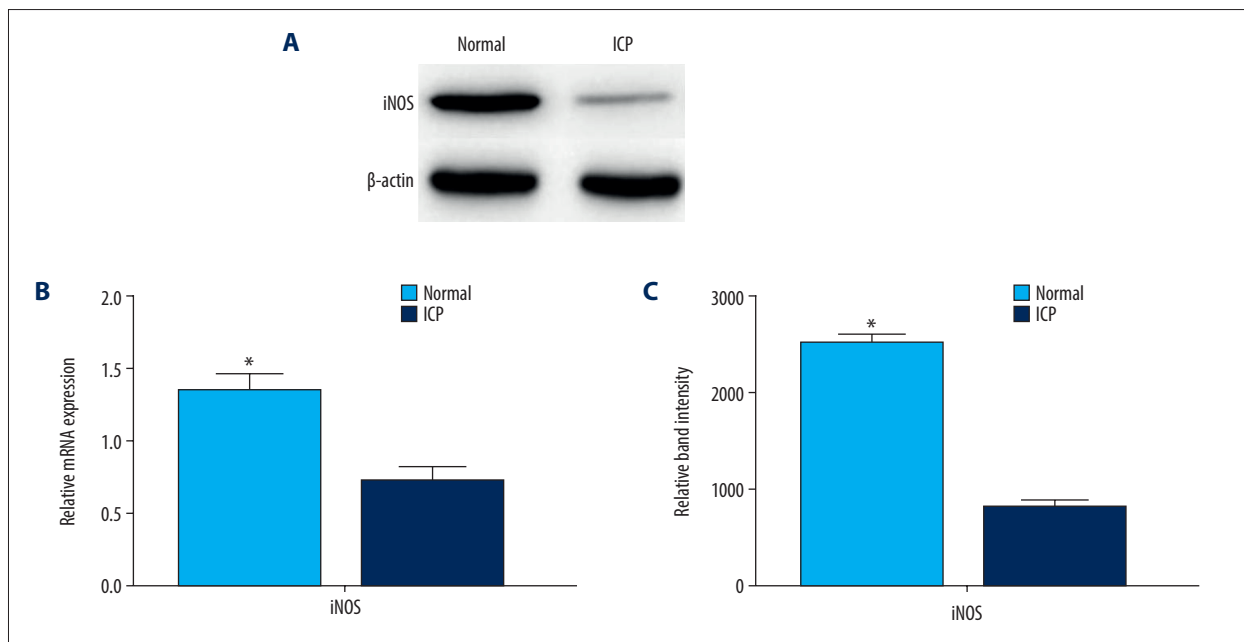 A
Normal ICP
iNOS
β-actin
B
Normal
ICP
Relative mRNA expression
2.0
1.5
1.0
0.5
0.0
*
iNOS
C
Normal
ICP
Relative band intensity
3000
2000
1000
0
*
iNOS